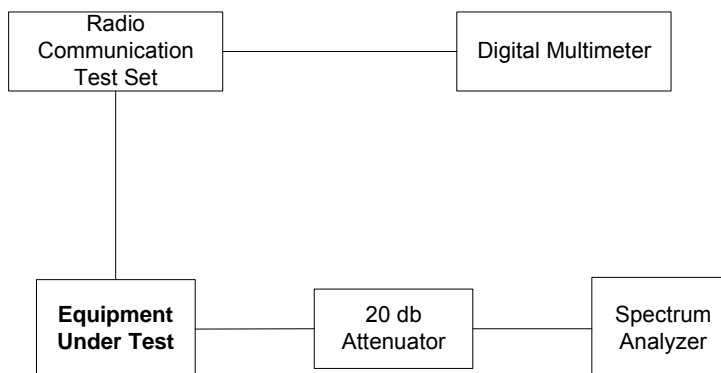 Radio
Communication
Test Set
Digital Multimeter
Equipment
Under Test
20 db
Attenuator
Spectrum
Analyzer